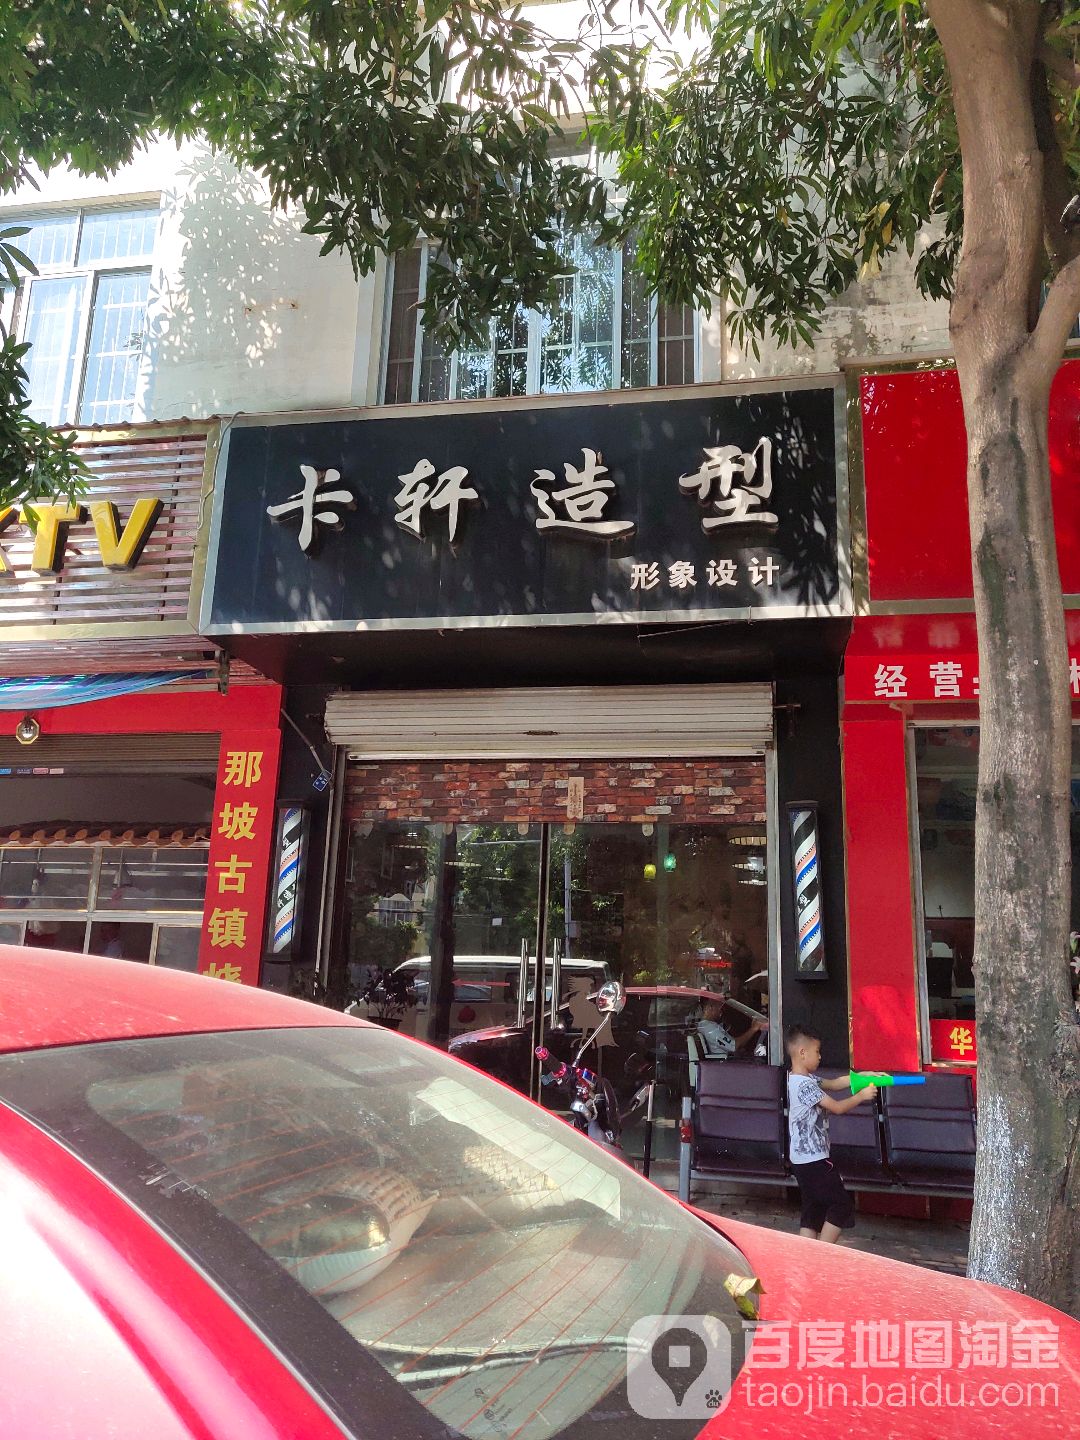 卡轩造型
形象设计
TV
经营
那坡古镇
华
百度地图淘金
taojin.baidu.com